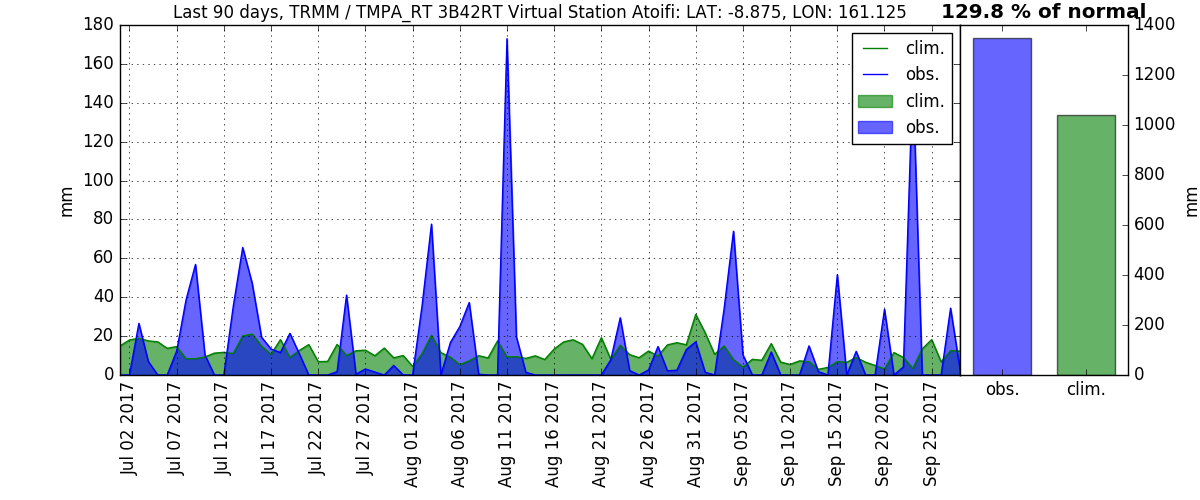 Last 90 days, TRMM / TMPA_RT 3B42RT Virtual Station Atoifi: LAT: -8.875, LON: 161.125
129.8 % of normal
180
160
140
120
100
80
60
40
20
0
mm
clim.
obs.
clim.
obs.
1400
1200
1000
800
600
400
200
0
mm
Jul 02 2017
Jul 07 2017
Jul 12 2017
Jul 17 2017
Jul 22 2017
Jul 27 2017
Aug 01 2017
Aug 06 2017
Aug 11 2017
Aug 16 2017
Aug 21 2017
Aug 26 2017
Aug 31 2017
Sep 05 2017
Sep 10 2017
Sep 15 2017
Sep 20 2017
Sep 25 2017
obs.
clim.